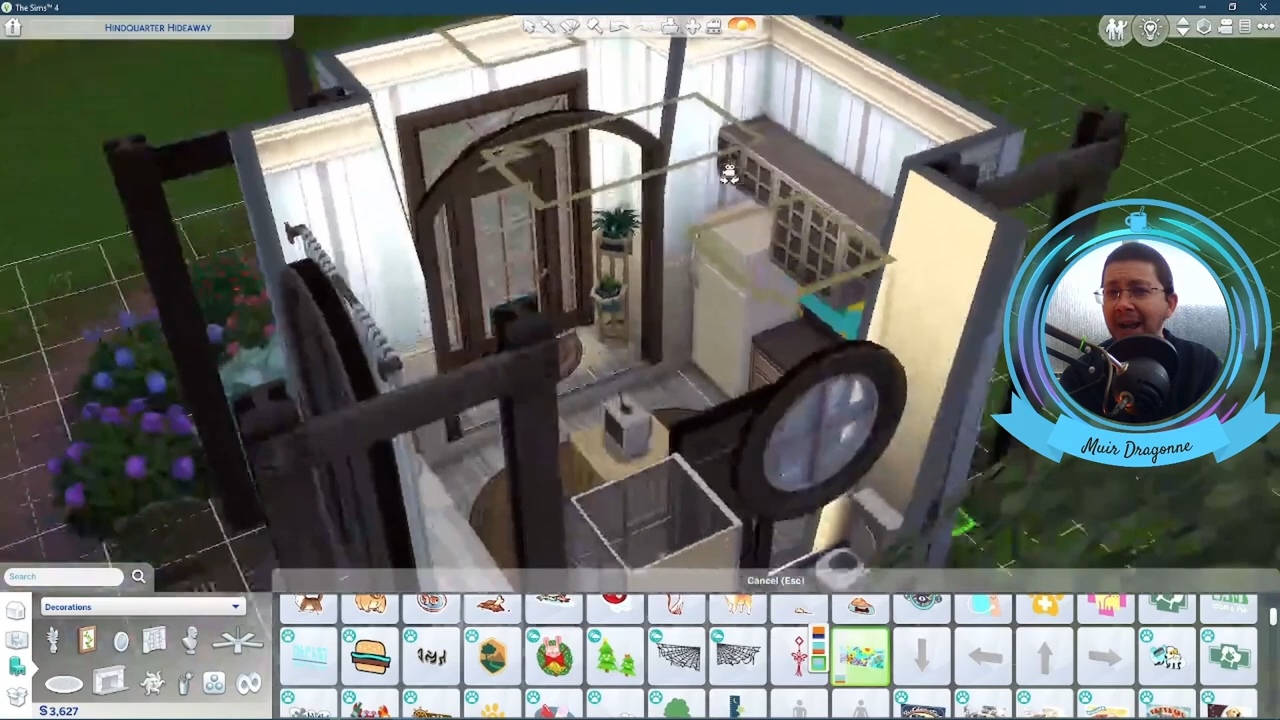 The Sims™ 4
HINDQUARTER HIDEAWAY
Muir Dragonne
Search
Cancel (Esc)
Decorations
$3,627